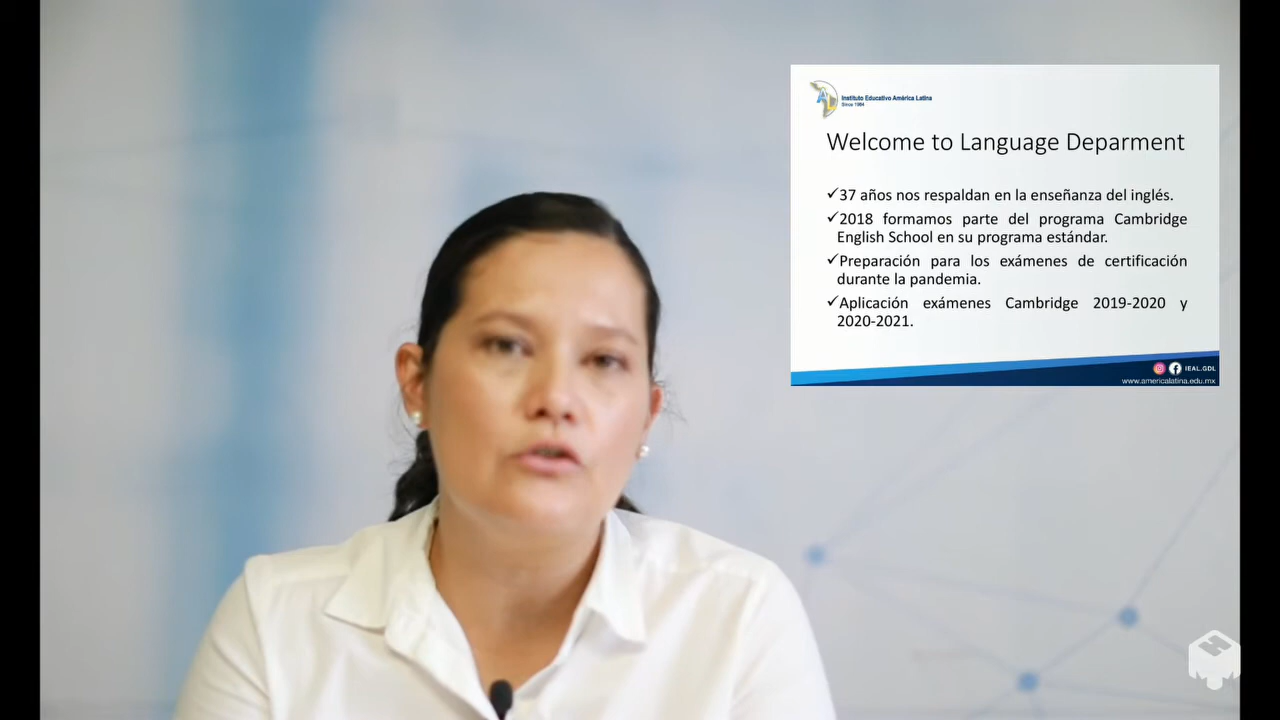 Instituto Educativo América Latina
Since 1984
Welcome to Language Deparment
✓37 años nos respaldan en la enseñanza del inglés.
✓2018 formamos parte del programa Cambridge
English School en su programa estándar.
✓Preparación para los exámenes de certificación
durante la pandemia.
✓Aplicación exámenes Cambridge 2019-2020 y
2020-2021.
IEAL.GDL
www.americalatina.edu.mx